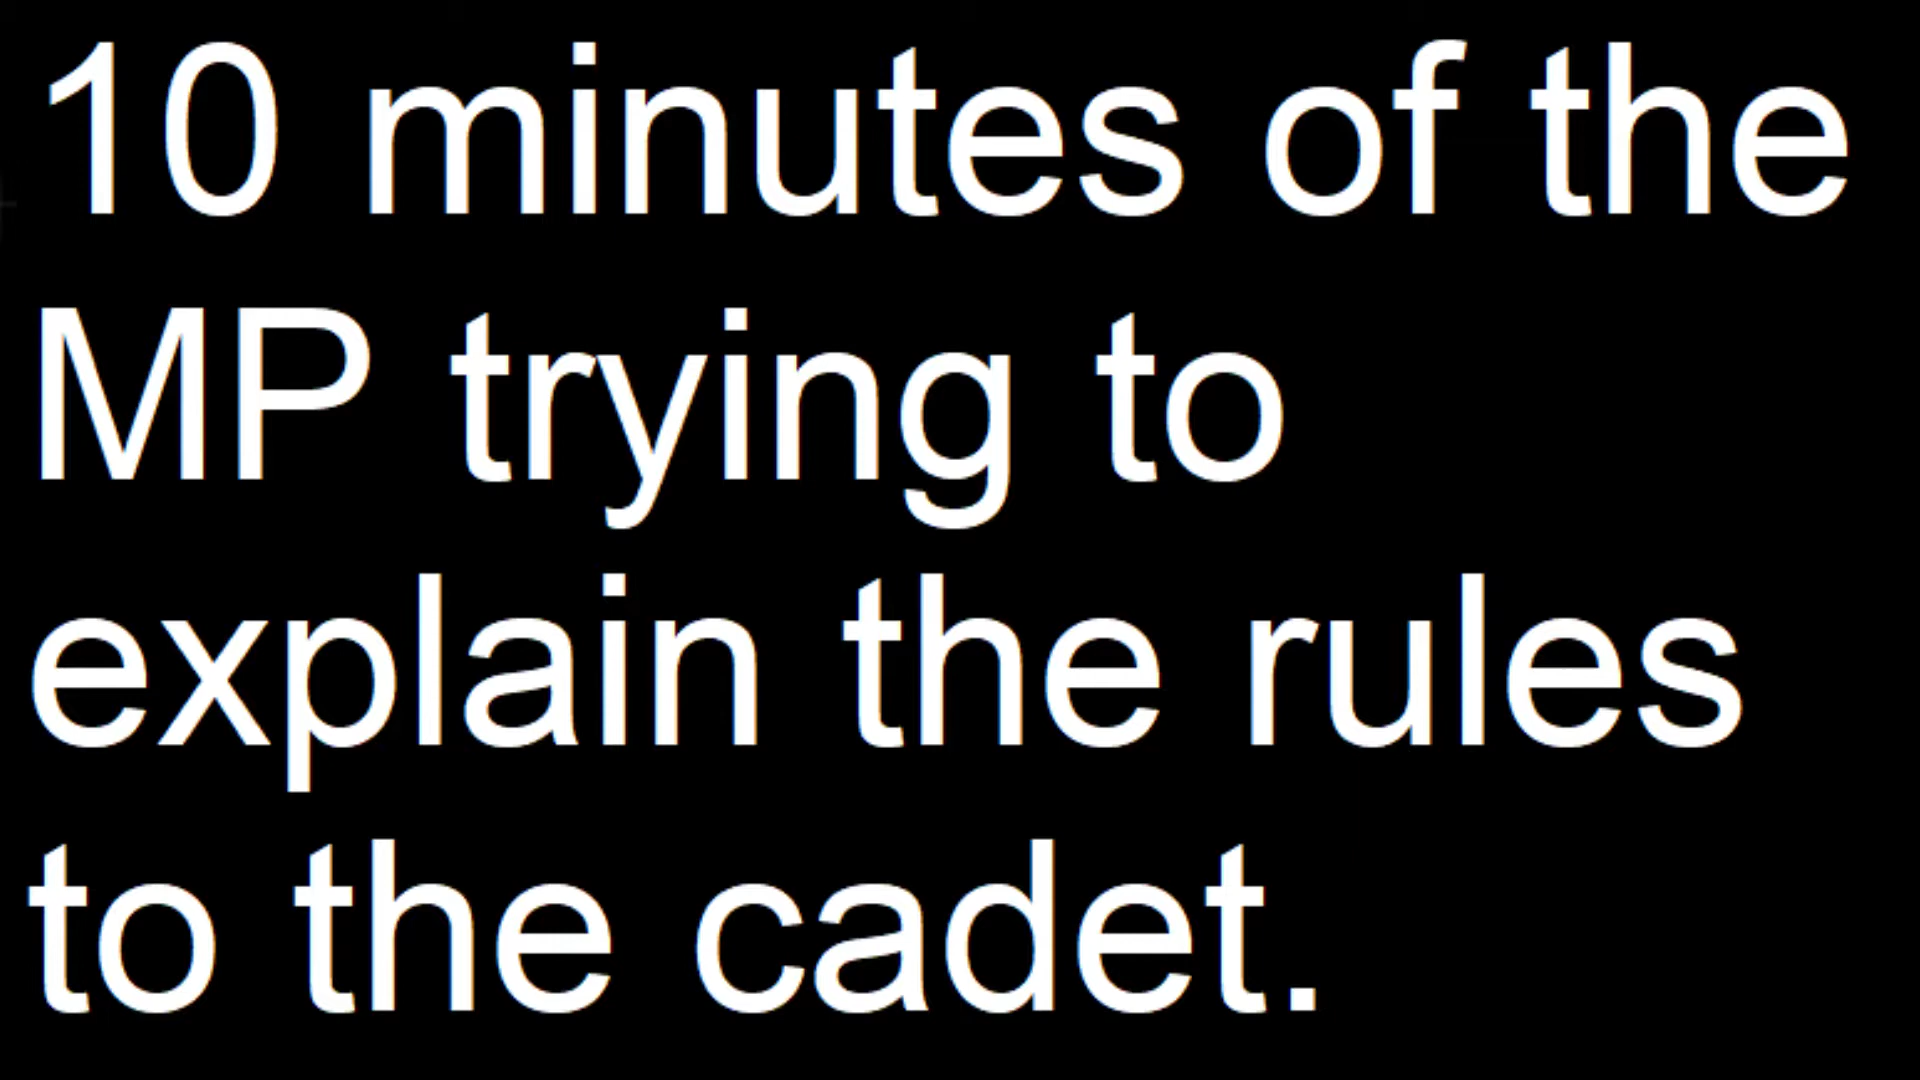 10 minutes of the
MP trying to
explain the rules
to the cadet.